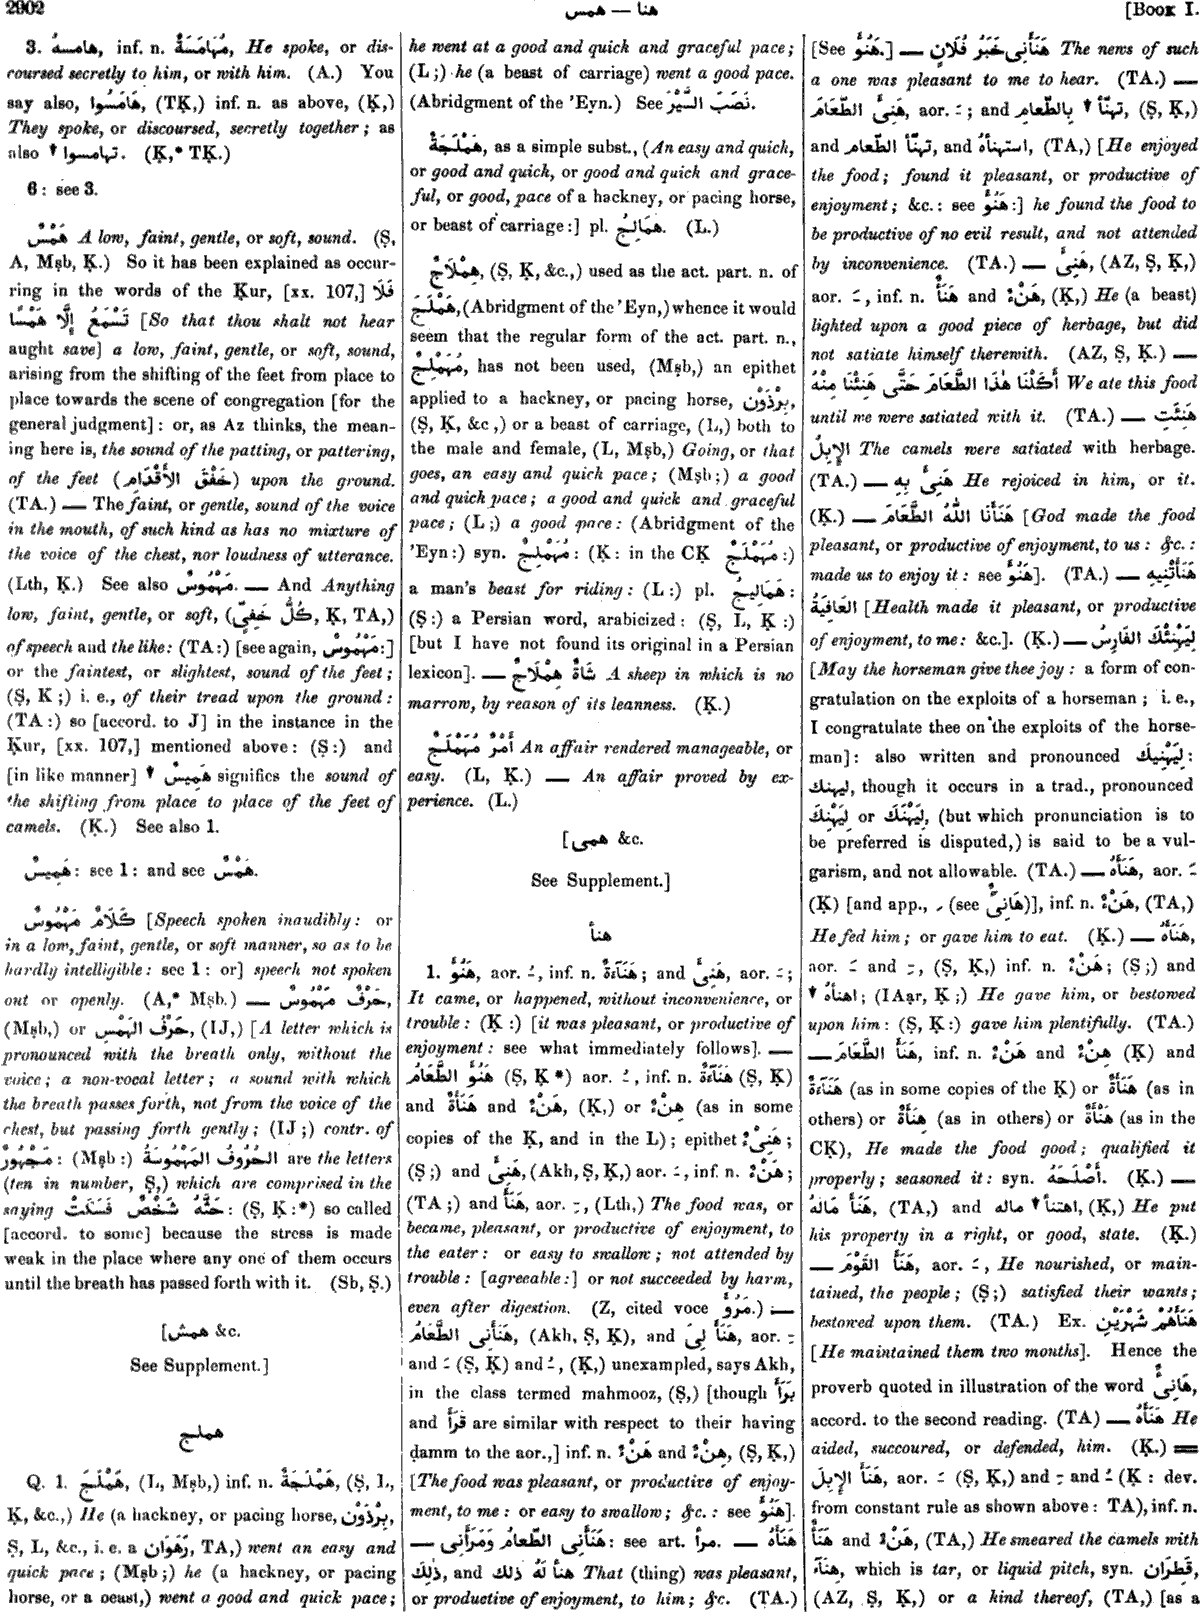 2902
هنا — همس
[Book I.
3. هامسهُ, inf. n. مُهَامَسَةٌ, He spoke, or dis-
coursed secretly to him, or with him. (A.) You
say also, هَامَسُوا, (TḲ,) inf. n. as above, (Ḳ,)
They spoke, or discoursed, secretly together; as
also ↑ تهامسوا. (Ḳ,* TḲ.)
6: see 3.
هَمْسٌ A low, faint, gentle, or soft, sound. (Ṣ,
A, Mṣb, Ḳ.) So it has been explained as occur-
ring in the words of the Ḳur, [xx. 107,] فَلَا
تَسْمَعُ إِلَّا هَمْسًا [So that thou shalt not hear
aught save] a low, faint, gentle, or soft, sound,
arising from the shifting of the feet from place to
place towards the scene of congregation [for the
general judgment]: or, as Az thinks, the mean-
ing here is, the sound of the patting, or pattering,
of the feet (خَفْقَ الأَقْدَامِ) upon the ground.
(TA.) — The faint, or gentle, sound of the voice
in the mouth, of such kind as has no mixture of
the voice of the chest, nor loudness of utterance.
(Lth, Ḳ.) See also مَهْمُوسٌ. — And Anything
low, faint, gentle, or soft, (كُلُّ خَفِىٍّ, Ḳ, TA,)
of speech and the like: (TA:) [see again, مَهْمُوسٌ:]
or the faintest, or slightest, sound of the feet;
(Ṣ, K;) i. e., of their tread upon the ground:
(TA:) so [accord. to J] in the instance in the
Ḳur, [xx. 107,] mentioned above: (Ṣ:) and
[in like manner] ↑ هَمِيسٌ signifies the sound of
the shifting from place to place of the feet of
camels. (Ḳ.) See also 1.
هَمِيسٌ: see 1: and see هَمْسٌ.
كَلَامٌ مَهْمُوسٌ [Speech spoken inaudibly: or
in a low, faint, gentle, or soft manner, so as to be
hardly intelligible: see 1: or] speech not spoken
out or openly. (A,* Mṣb.) — حَرْفٌ مَهْمُوسٌ,
(Mṣb,) or حَرْفُ الهَمْسِ, (IJ,) [A letter which is
pronounced with the breath only, without the
voice; a non-vocal letter; a sound with which
the breath passes forth, not from the voice of the
chest, but passing forth gently; (IJ;) contr. of
مَجْهُورٌ: (Mṣb:) الحُرُوفُ المَهْمُوسَةُ are the letters
(ten in number, Ṣ,) which are comprised in the
saying حَثَّهُ شَخْصٌ فَسَكَتَ: (Ṣ, Ḳ:*) so called
[accord. to some] because the stress is made
weak in the place where any one of them occurs
until the breath has passed forth with it. (Sb, Ṣ.)
[همش &c.
See Supplement.]
هملج
Q. 1. هَمْلَجَ, (L, Mṣb,) inf. n. هَمْلَجَةٌ, (Ṣ, L,
Ḳ, &c.,) He (a hackney, or pacing horse, بِرْذَوْن,
Ṣ, L, &c., i. e. a رَهْوَان, TA,) went an easy and
quick pace; (Mṣb;) he (a hackney, or pacing
horse, or a beast,) went a good and quick pace;
he went at a good and quick and graceful pace;
(L;) he (a beast of carriage) went a good pace.
(Abridgment of the 'Eyn.) See نَصَبَ السَّيْرَ.
هَمْلَجَةٌ, as a simple subst., (An easy and quick,
or good and quick, or good and quick and grace-
ful, or good, pace of a hackney, or pacing horse,
or beast of carriage:] pl. هَمَالِجُ. (L.)
هِمْلَاجٌ, (Ṣ, Ḳ, &c.,) used as the act. part. n. of
هَمْلَجَ, (Abridgment of the 'Eyn,) whence it would
seem that the regular form of the act. part. n.,
مُهَمْلِجٌ, has not been used, (Mṣb,) an epithet
applied to a hackney, or pacing horse, بِرْذَوْن,
(Ṣ, Ḳ, &c,) or a beast of carriage, (L,) both to
the male and female, (L, Mṣb,) Going, or that
goes, an easy and quick pace; (Mṣb;) a good
and quick pace; a good and quick and graceful
pace; (L;) a good pace: (Abridgment of the
'Eyn:) syn. مُهَمْلِجٌ: (Ḳ: in the CḲ مُهَمْلَجٌ:)
a man's beast for riding: (L:) pl. هَمَالِيجُ:
(Ṣ:) a Persian word, arabicized: (Ṣ, L, Ḳ:)
[but I have not found its original in a Persian
lexicon]. — شَاةٌ هِمْلَاجٌ A sheep in which is no
marrow, by reason of its leanness. (Ḳ.)
أَمْرٌ مُهَمْلَجٌ An affair rendered manageable, or
easy. (L, Ḳ.) — An affair proved by ex-
perience. (L.)
[همى &c.
See Supplement.]
هنأ
1. هَنُؤَ, aor. ـُ, inf. n. هَنَآءَةٌ; and هَنِئَ, aor. ـَ;
It came, or happened, without inconvenience, or
trouble: (Ḳ:) [it was pleasant, or productive of
enjoyment: see what immediately follows]. —
هَنُؤَ الطَّعَامُ (Ṣ, Ḳ*) aor. ـُ, inf. n. هَنَآءَةٌ (Ṣ, Ḳ)
and هَنَأَةٌ and هَنْءٌ, (Ḳ,) or هِنْءٌ (as in some
copies of the Ḳ, and in the L); epithet هَنِىْءٌ;
(Ṣ;) and هَنِئَ, (Akh, Ṣ, Ḳ,) aor. ـَ, inf. n. هَنْءٌ;
(TA;) and هَنَأَ, aor. ـِ, (Lth,) The food was, or
became, pleasant, or productive of enjoyment, to
the eater: or easy to swallow; not attended by
trouble: [agreeable:] or not succeeded by harm,
even after digestion. (Z, cited voce مَرُؤَ.) —
هَنَأَنِى الطَّعَامُ, (Akh, Ṣ, Ḳ), and هَنَأَ لِىَ, aor. ـِ
and ـَ (Ṣ, Ḳ) and ـُ, (Ḳ,) unexampled, says Akh,
in the class termed mahmooz, (Ṣ,) [though بَرَأَ
and قَرَأَ are similar with respect to their having
ḍamm to the aor.,] inf. n. هَنْءٌ and هِنْءٌ, (Ṣ, Ḳ,)
[The food was pleasant, or productive of enjoy-
ment, to me: or easy to swallow; &c.: see هَنُؤَ].
— هَنَأَنِى الطَّعَامُ وَمَرَأَنِى: see art. مرأ. — هَنَأَهُ
ذٰلِكَ, and هنأ لَهُ ذلك That (thing) was pleasant,
or productive of enjoyment, to him; &c. (TA.)
[See هَنُؤَ.] — هَنَأَنِى خَبَرُ فُلَانٍ The news of such
a one was pleasant to me to hear. (TA.) —
هَنِئَ الطَّعَامَ, aor. ـَ; and ↑ تهنّأ بِالطَّعامِ, (Ṣ, Ḳ,)
and تهنّأ الطّعام, and استهنأهُ, (TA,) [He enjoyed
the food; found it pleasant, or productive of
enjoyment; &c.: see هَنُؤَ:] he found the food to
be productive of no evil result, and not attended
by inconvenience. (TA.) — هَنِئَ, (AZ, Ṣ, Ḳ,)
aor. ـَ, inf. n. هَنَأٌ and هَنْءٌ, (Ḳ,) He (a beast)
lighted upon a good piece of herbage, but did
not satiate himself therewith. (AZ, Ṣ, Ḳ.) —
أَكَلْنَا هٰذَا الطَّعَامَ حَتَّى هَنِئْنَا مِنْهُ We ate this food
until we were satiated with it. (TA.) — هَنِئَتِ
الإِبِلُ The camels were satiated with herbage.
(TA.) — هَنِئَ بِهِ He rejoiced in him, or it.
(Ḳ.) — هَنَأَنَا اللّٰهُ الطَّعَامَ [God made the food
pleasant, or productive of enjoyment, to us: &c.:
made us to enjoy it: see هَنُؤَ]. (TA.) — هَنَأَتْنِيهِ
العَافِيَةُ [Health made it pleasant, or productive
of enjoyment, to me: &c.]. (Ḳ.) — لِيَهْنِئْكَ الفَارِسُ
[May the horseman give thee joy: a form of con-
gratulation on the exploits of a horseman; i. e.,
I congratulate thee on the exploits of the horse-
man]: also written and pronounced لِيَهْنِيكَ:
ليهنك, though it occurs in a trad., pronounced
لِيَهْنَكَ or لِيَهْنِكَ, (but which pronunciation is to
be preferred is disputed,) is said to be a vul-
garism, and not allowable. (TA.) — هَنَأَهُ, aor. ـَ
(Ḳ) [and app., ـِ (see هَانِئٌ)], inf. n. هَنْءٌ, (TA,)
He fed him; or gave him to eat. (Ḳ.) — هَنَأَهُ,
aor. ـَ and ـِ, (Ṣ, Ḳ,) inf. n. هَنْءٌ; (Ṣ;) and
↑ اهنأهُ; (IAạr, Ḳ;) He gave him, or bestowed
upon him: (Ṣ, Ḳ:) gave him plentifully. (TA.)
— هَنَأَ الطَّعَامَ, inf. n. هَنْءٌ and هِنْءٌ (Ḳ) and
هَنَآءَةٌ (as in some copies of the Ḳ) or هَنَأَةٌ (as in
others) or هِنَأَةٌ (as in others) or هَنْأَةٌ (as in the
CḲ), He made the food good; qualified it
properly; seasoned it: syn. أَصْلَحَهُ. (Ḳ.) —
هَنَأَ مَالَهُ, (TA,) and ↑ اهتنأ ماله, (Ḳ,) He put
his property in a right, or good, state. (Ḳ.)
— هَنَأَ القَوْمَ, aor. ـَ, He nourished, or main-
tained, the people; (Ṣ;) satisfied their wants;
bestowed upon them. (TA.) Ex. هَنَأَهُمْ شَهْرَيْنِ
[He maintained them two months]. Hence the
proverb quoted in illustration of the word هَانِئٌ,
accord. to the second reading. (TA) — هَنَأَهُ He
aided, succoured, or defended, him. (Ḳ.) =
هَنَأَ الإِبِلَ, aor. ـَ (Ṣ, Ḳ,) and ـِ and ـُ (Ḳ: dev.
from constant rule as shown above: TA), inf. n.
هَنَأٌ and هَنْءٌ, (TA,) He smeared the camels with
هناء, which is tar, or liquid pitch, syn. قَطِرَان,
(AZ, Ṣ, Ḳ,) or a kind thereof, (TA,) [as a